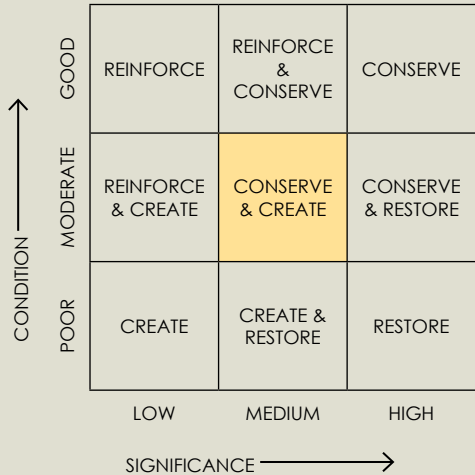 GOOD
REINFORCE
REINFORCE
&
CONSERVE
CONSERVE
MODERATE
REINFORCE
& CREATE
CONSERVE
& CREATE
CONSERVE
& RESTORE
CONDITION
POOR
CREATE
CREATE &
RESTORE
RESTORE
LOW
MEDIUM
HIGH
SIGNIFICANCE